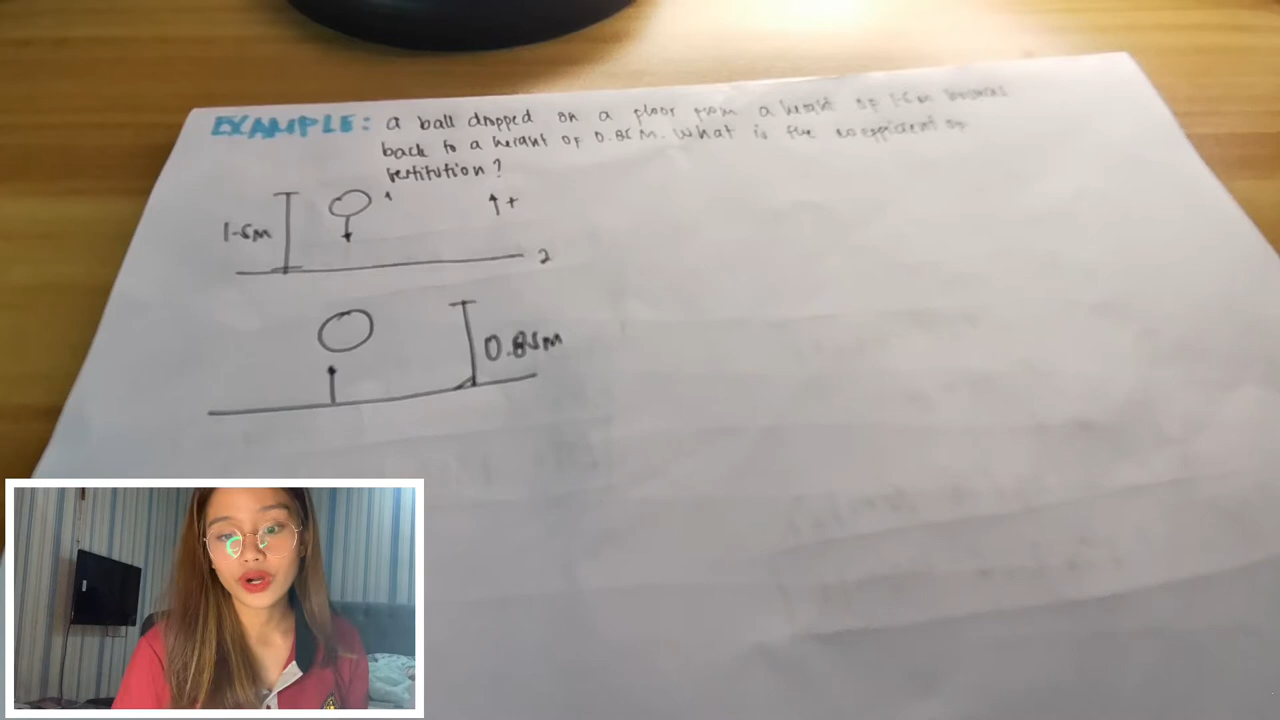 EXAMPLE: a ball dropped on a floor from a height of 1.5m bounces
back to a height of 0.85M. What is the coefficient of
restitution?
1
↑+
1.5m
2
0.85m